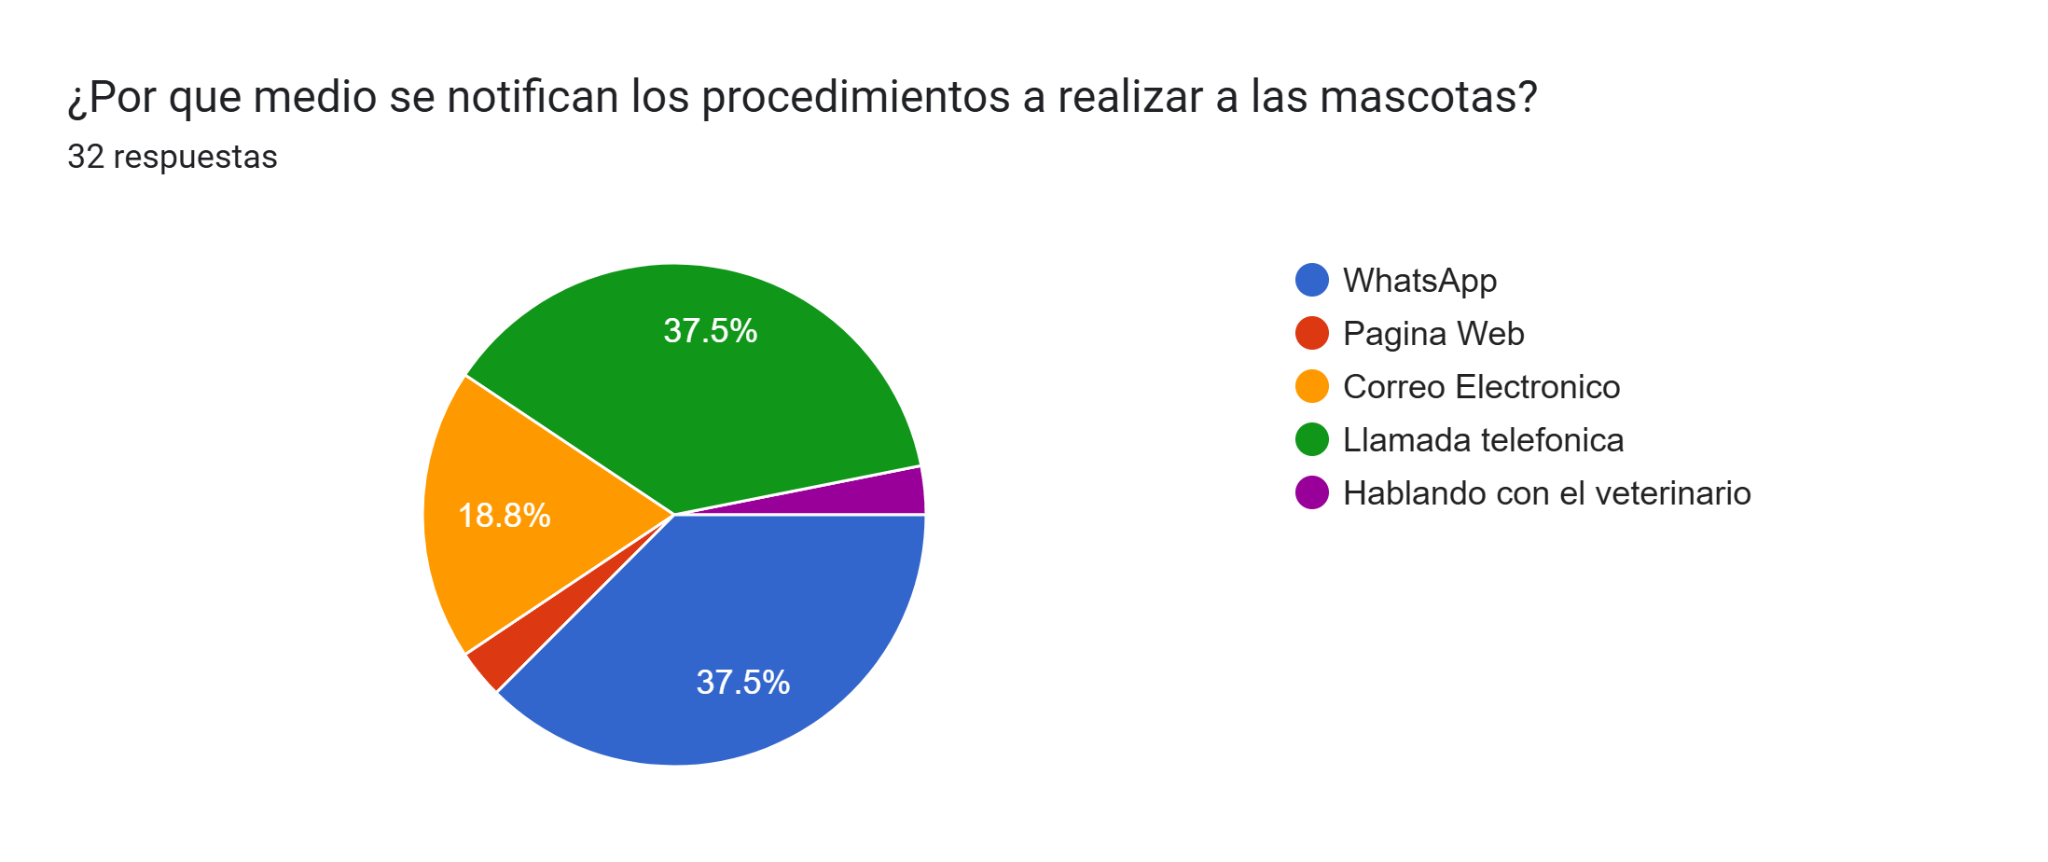 ¿Por que medio se notifican los procedimientos a realizar a las mascotas?
32 respuestas
37.5%
18.8%
37.5%
WhatsApp
Pagina Web
Correo Electronico
Llamada telefonica
Hablando con el veterinario